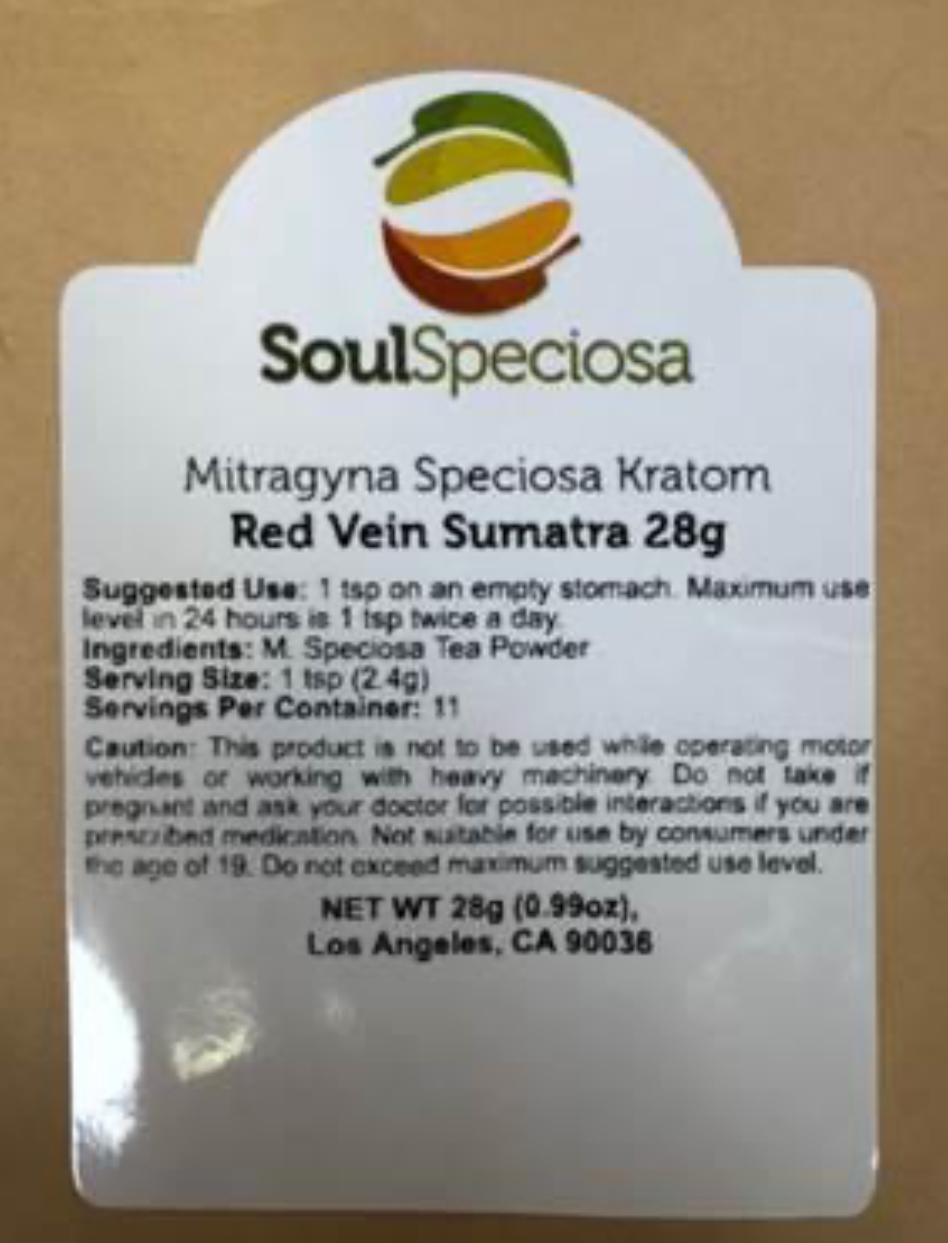 SoulSpeciosa
Mitragyna Speciosa Kratom
Red Vein Sumatra 28g
Suggested Use: 1 tsp on an empty stomach. Maximum use
level in 24 hours is 1 tsp twice a day.
Ingredients: M. Speciosa Tea Powder
Serving Size: 1 tsp (2.4g)
Servings Per Container: 11
Caution: This product is not to be used while operating motor
vehicles or working with heavy machinery. Do not take if
pregnant and ask your doctor for possible interactions if you are
prescribed medication. Not suitable for use by consumers under
the age of 19. Do not exceed maximum suggested use level.
NET WT 28g (0.99oz),
Los Angeles, CA 90036